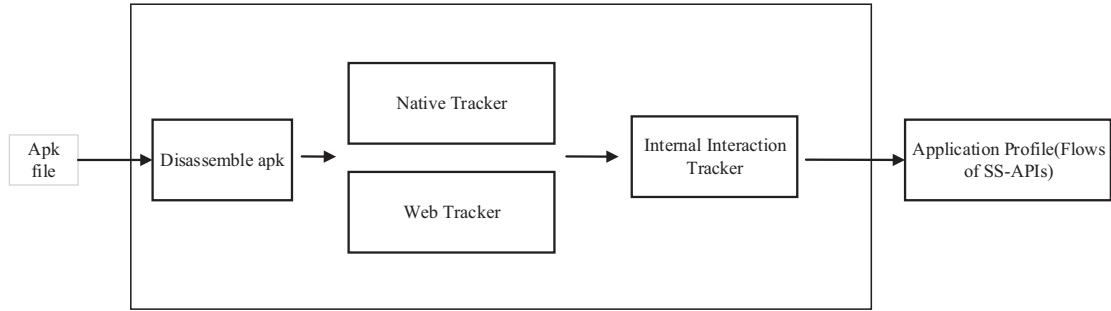 Apk
file
Disassemble apk
Native Tracker
Web Tracker
Internal Interaction
Tracker
Application Profile(Flows
of SS-APIs)